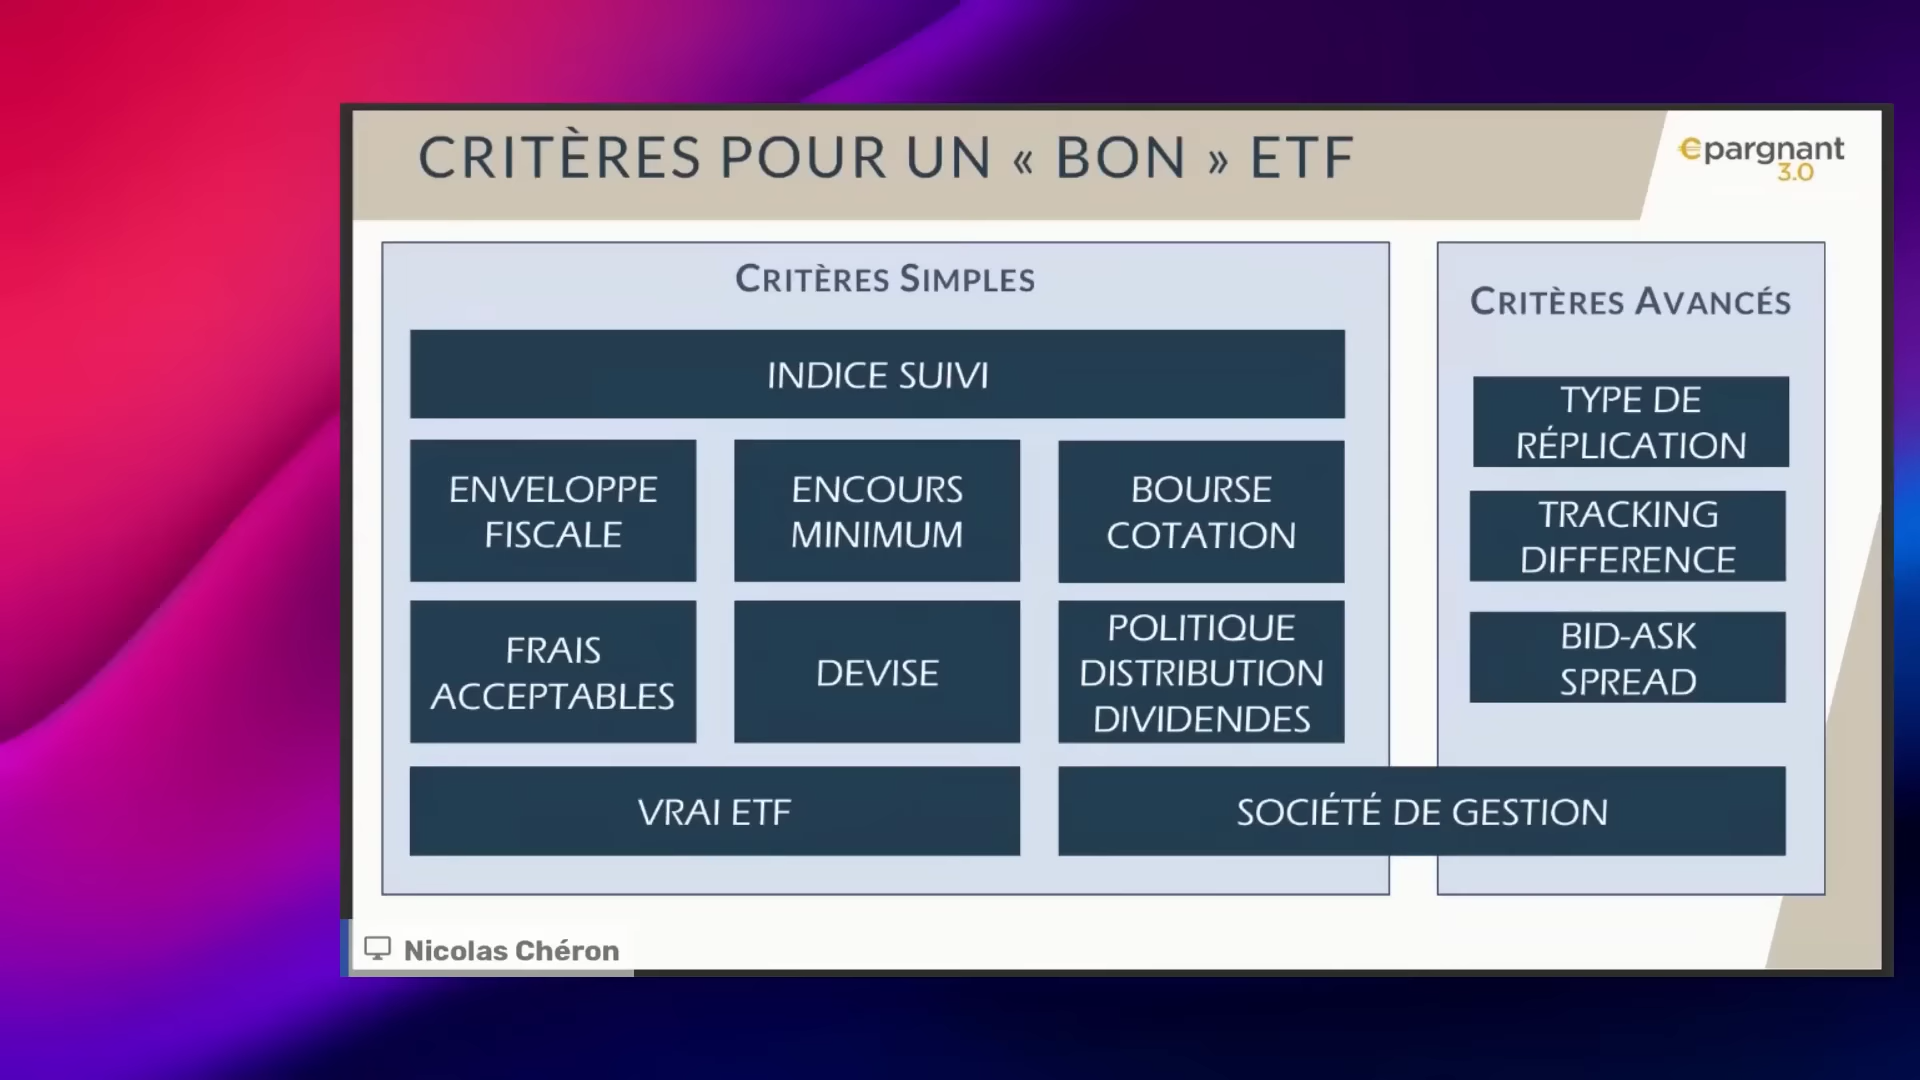 CRITÈRES POUR UN « BON » ETF
€pargnant
3.0
CRITÈRES SIMPLES
INDICE SUIVI
ENVELOPPE
FISCALE
ENCOURS
MINIMUM
BOURSE
COTATION
FRAIS
ACCEPTABLES
DEVISE
POLITIQUE
DISTRIBUTION
DIVIDENDES
VRAI ETF
SOCIÉTÉ DE GESTION
CRITÈRES AVANCÉS
TYPE DE
RÉPLICATION
TRACKING
DIFFERENCE
BID-ASK
SPREAD
Nicolas Chéron